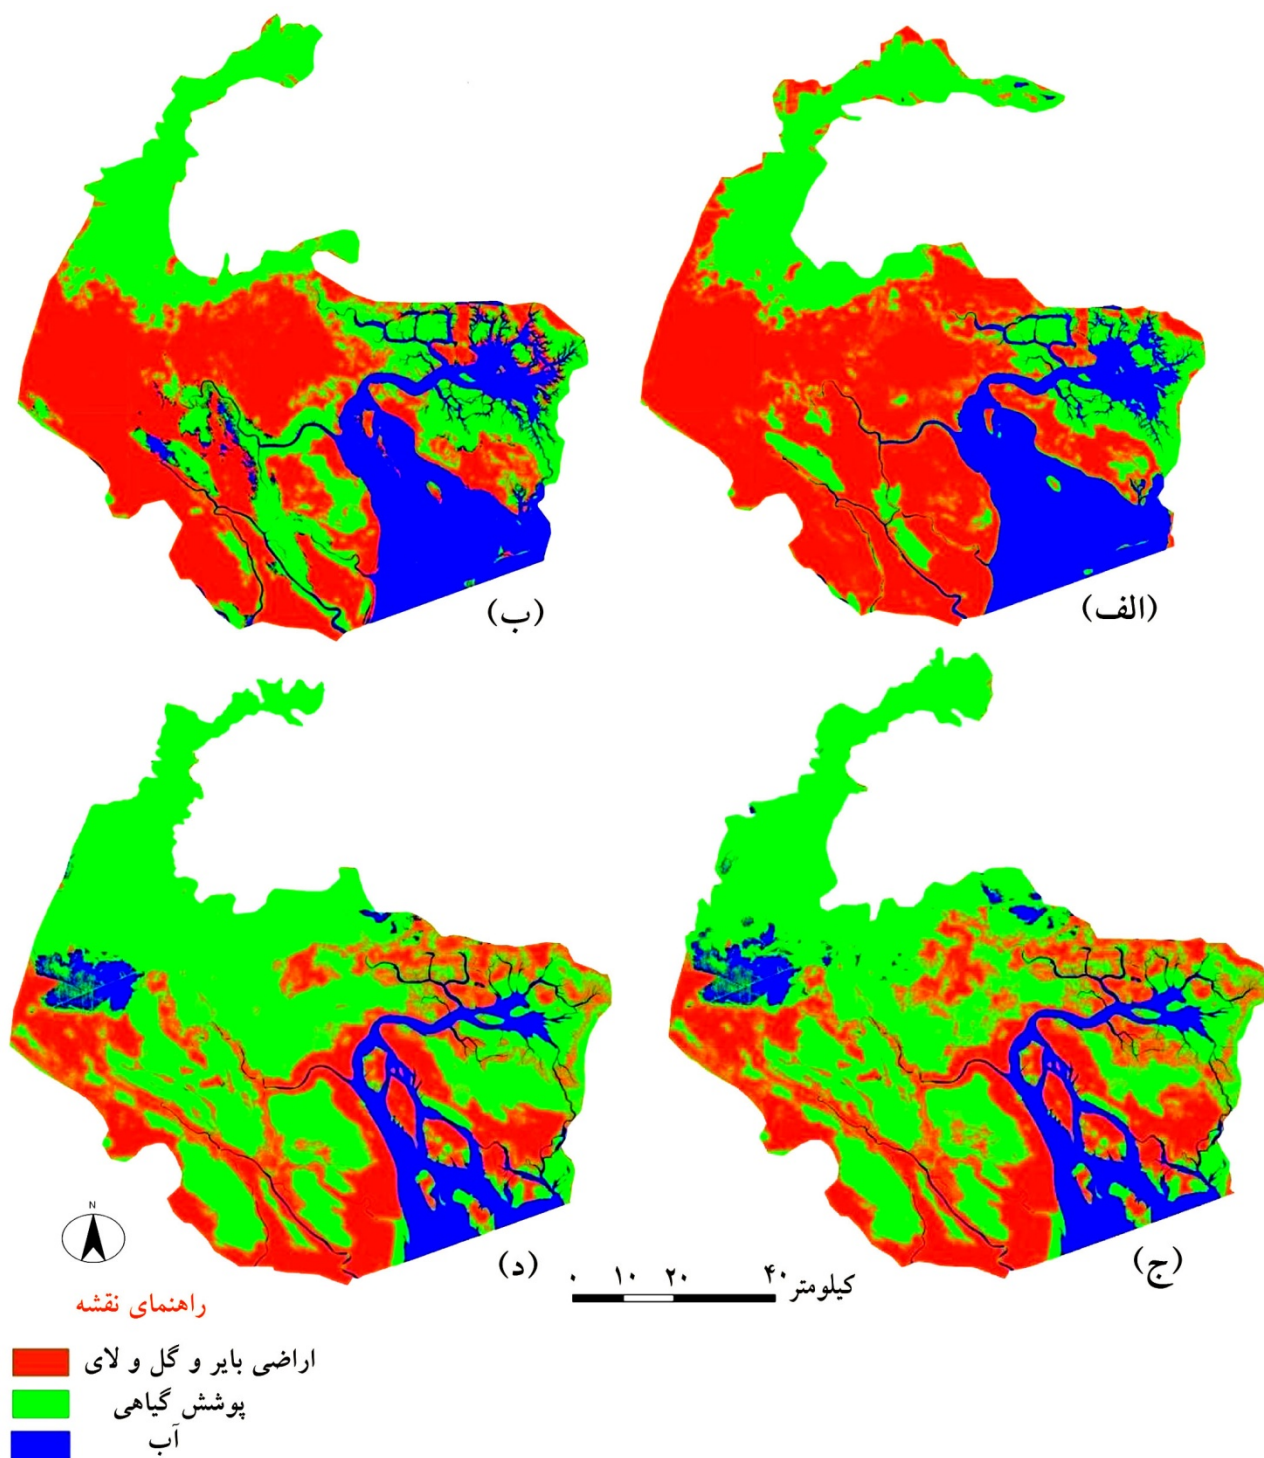 (الف)
(ب)
(ج)
(د)
N
۰ ۱۰ ۲۰ ۴۰ کیلومتر
راهنمای نقشه
اراضی بایر و گل و لای
پوشش گیاهی
آب